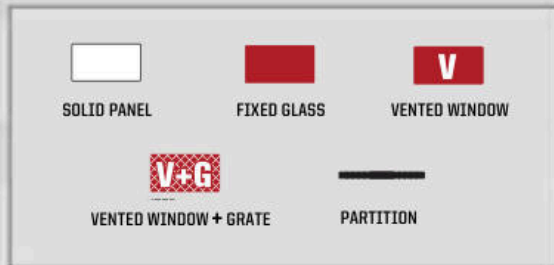 V
SOLID PANEL
FIXED GLASS
VENTED WINDOW
V+G
VENTED WINDOW + GRATE
PARTITION